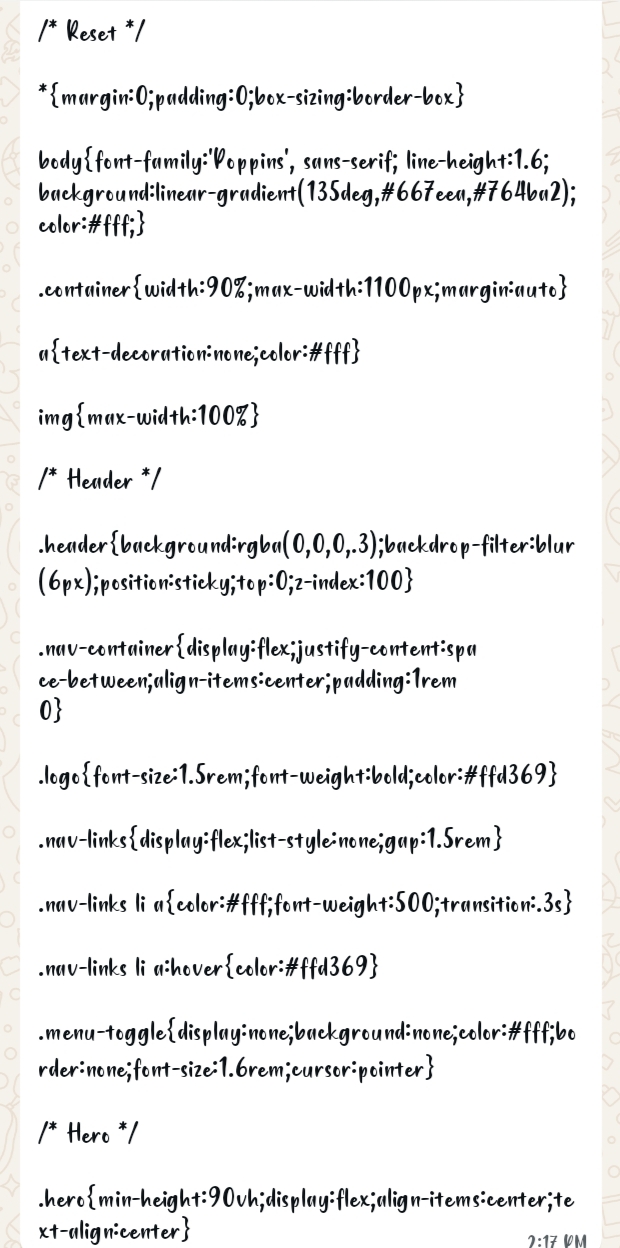 /* Reset */
*{margin:0;padding:0;box-sizing:border-box}
body{font-family:'Poppins', sans-serif; line-height:1.6;
background:linear-gradient(135deg,#667eea,#764ba2);
color:#fff;}
.container{width:90%;max-width:1100px;margin:auto}
a{text-decoration:none;color:#fff}
img{max-width:100%}
/* Header */
.header{background:rgba(0,0,0,.3);backdrop-filter:blur
(6px);position:sticky;top:0;z-index:100}
.nav-container{display:flex;justify-content:spa
ce-between;align-items:center;padding:1rem
0}
.logo{font-size:1.5rem;font-weight:bold;color:#ffd369}
.nav-links{display:flex;list-style:none;gap:1.5rem}
.nav-links li a{color:#fff;font-weight:500;transition:.3s}
.nav-links li a:hover{color:#ffd369}
.menu-toggle{display:none;background:none;color:#fff;bo
rder:none;font-size:1.6rem;cursor:pointer}
/* Hero */
.hero{min-height:90vh;display:flex;align-items:center;te
xt-align:center}
2:17 PM